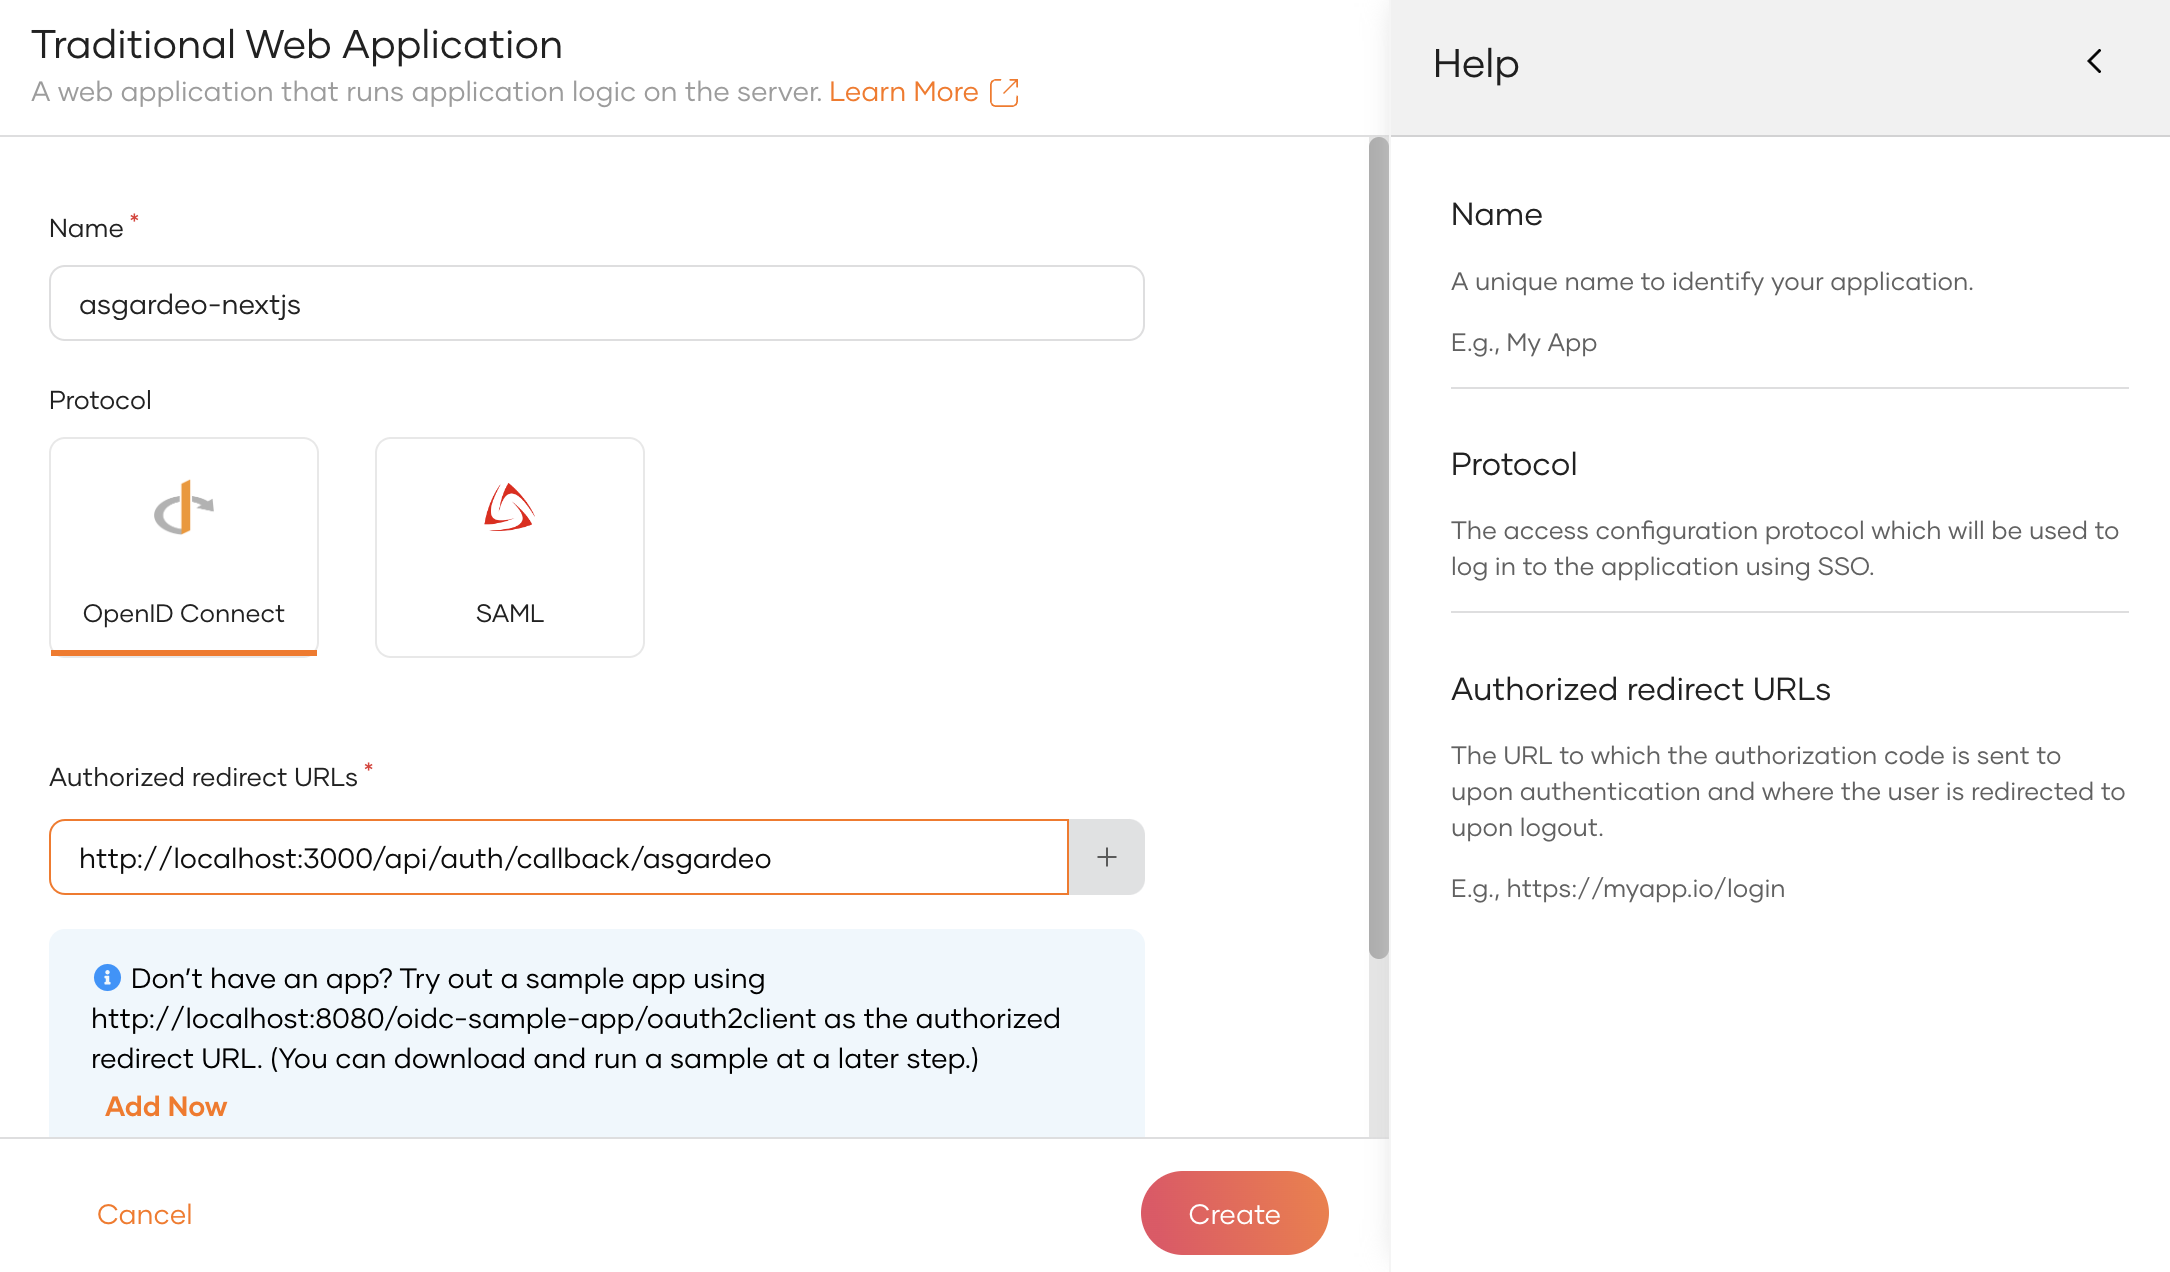 Traditional Web Application
A web application that runs application logic on the server. Learn More
Name *
asgardeo-nextjs
Protocol
OpenID Connect
SAML
Authorized redirect URLs *
http://localhost:3000/api/auth/callback/asgardeo
+
Don't have an app? Try out a sample app using
http://localhost:8080/oidc-sample-app/oauth2client as the authorized
redirect URL. (You can download and run a sample at a later step.)
Add Now
Cancel
Create
Help
Name
A unique name to identify your application.
E.g., My App
Protocol
The access configuration protocol which will be used to
log in to the application using SSO.
Authorized redirect URLs
The URL to which the authorization code is sent to
upon authentication and where the user is redirected to
upon logout.
E.g., https://myapp.io/login